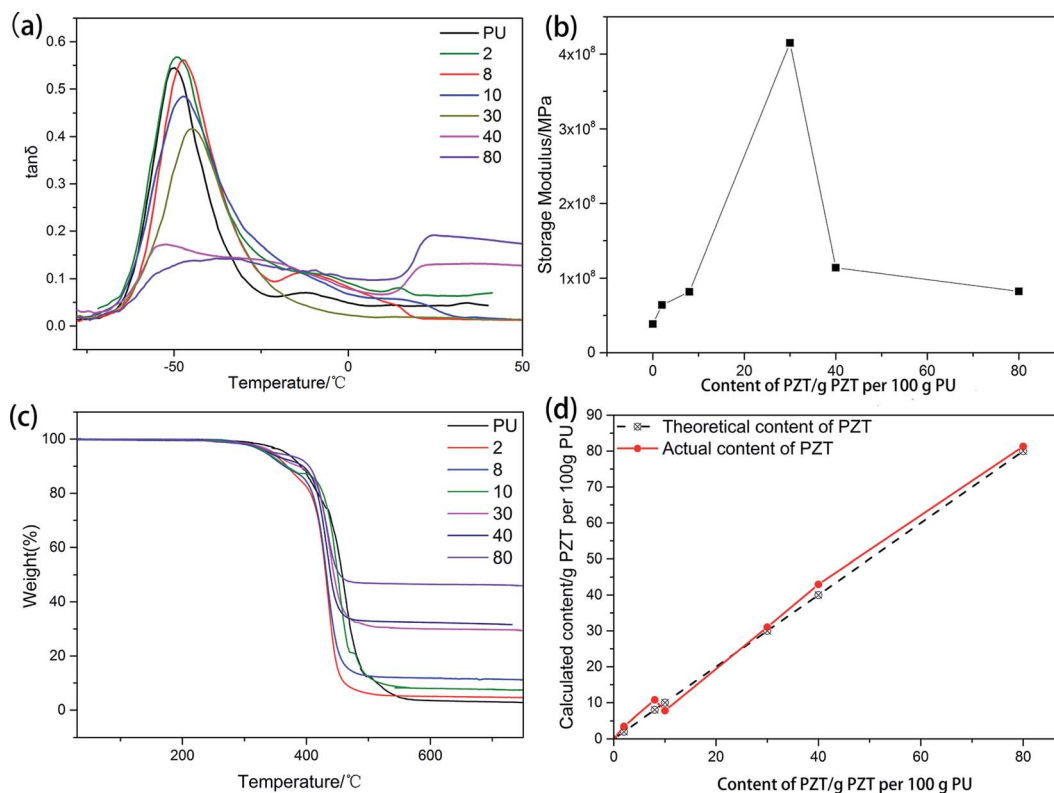 (a)
0.6
0.5
0.4
0.3
0.2
0.1
0.0
tanδ
-50
0
50
Temperature/℃
PU
2
8
10
30
40
80
(b)
4x10⁸
3x10⁸
2x10⁸
1x10⁸
0
Storage Modulus/MPa
0
20
40
60
80
Content of PZT/g PZT per 100 g PU
(c)
100
80
60
40
20
0
Weight(%)
200
400
600
Temperature/℃
PU
2
8
10
30
40
80
(d)
90
80
70
60
50
40
30
20
10
0
Calculated content/g PZT per 100g PU
Theoretical content of PZT
Actual content of PZT
0
10
20
30
40
50
60
70
80
Content of PZT/g PZT per 100 g PU